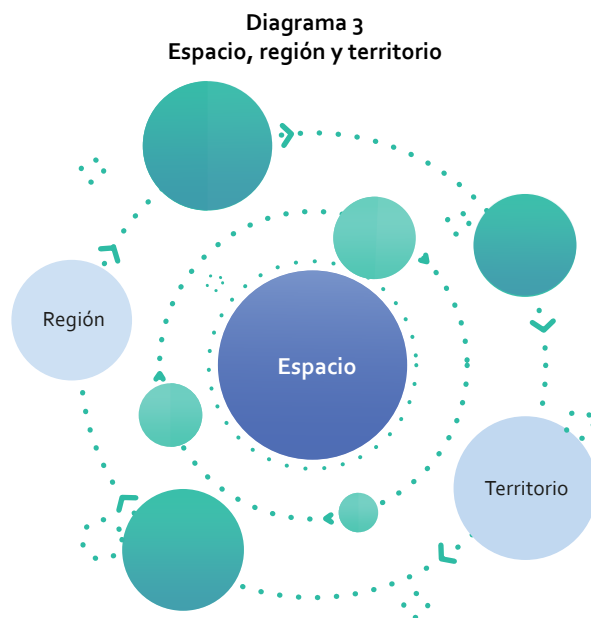 Diagrama 3
Espacio, región y territorio
Región
Espacio
Territorio